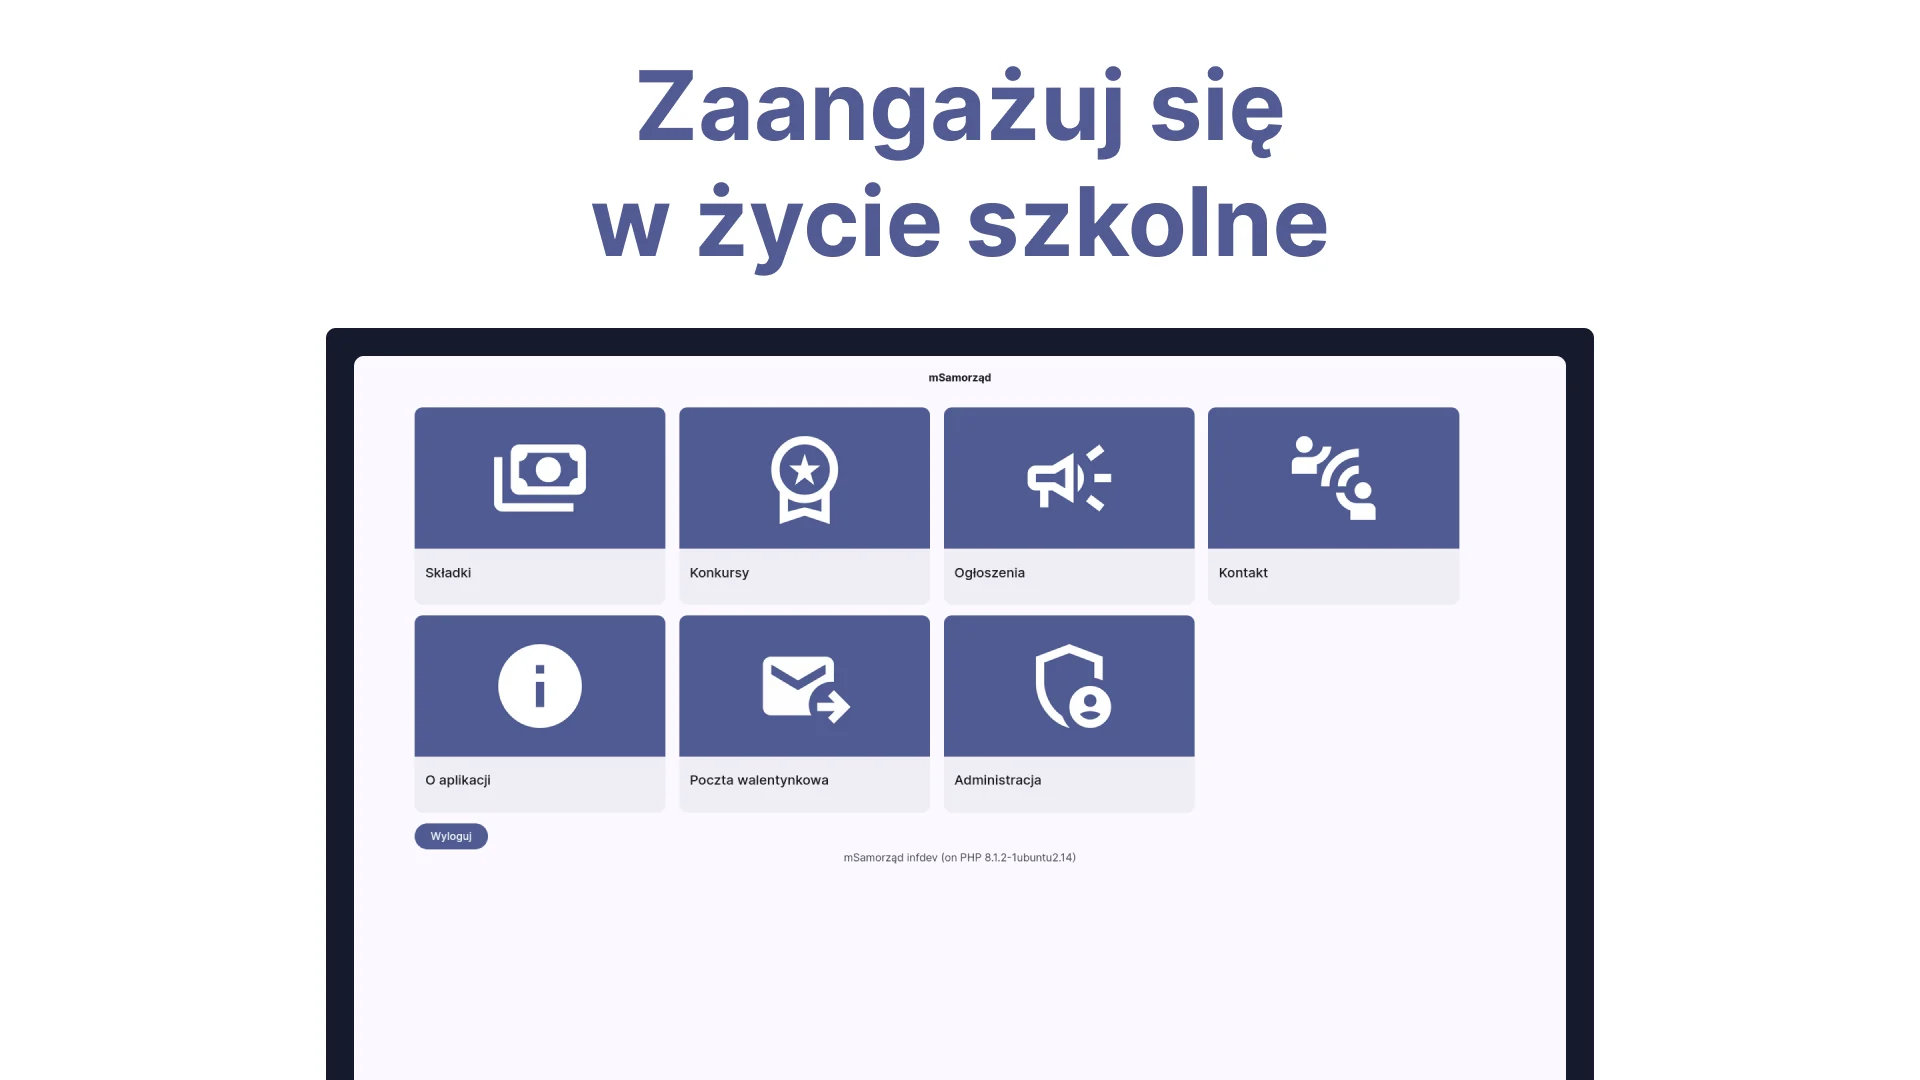 Zaangażuj się
w życie szkolne
mSamorząd
Składki
Konkursy
Ogłoszenia
Kontakt
O aplikacji
Poczta walentynkowa
Administracja
Wyloguj
mSamorząd infdev (on PHP 8.1.2-1ubuntu2.14)